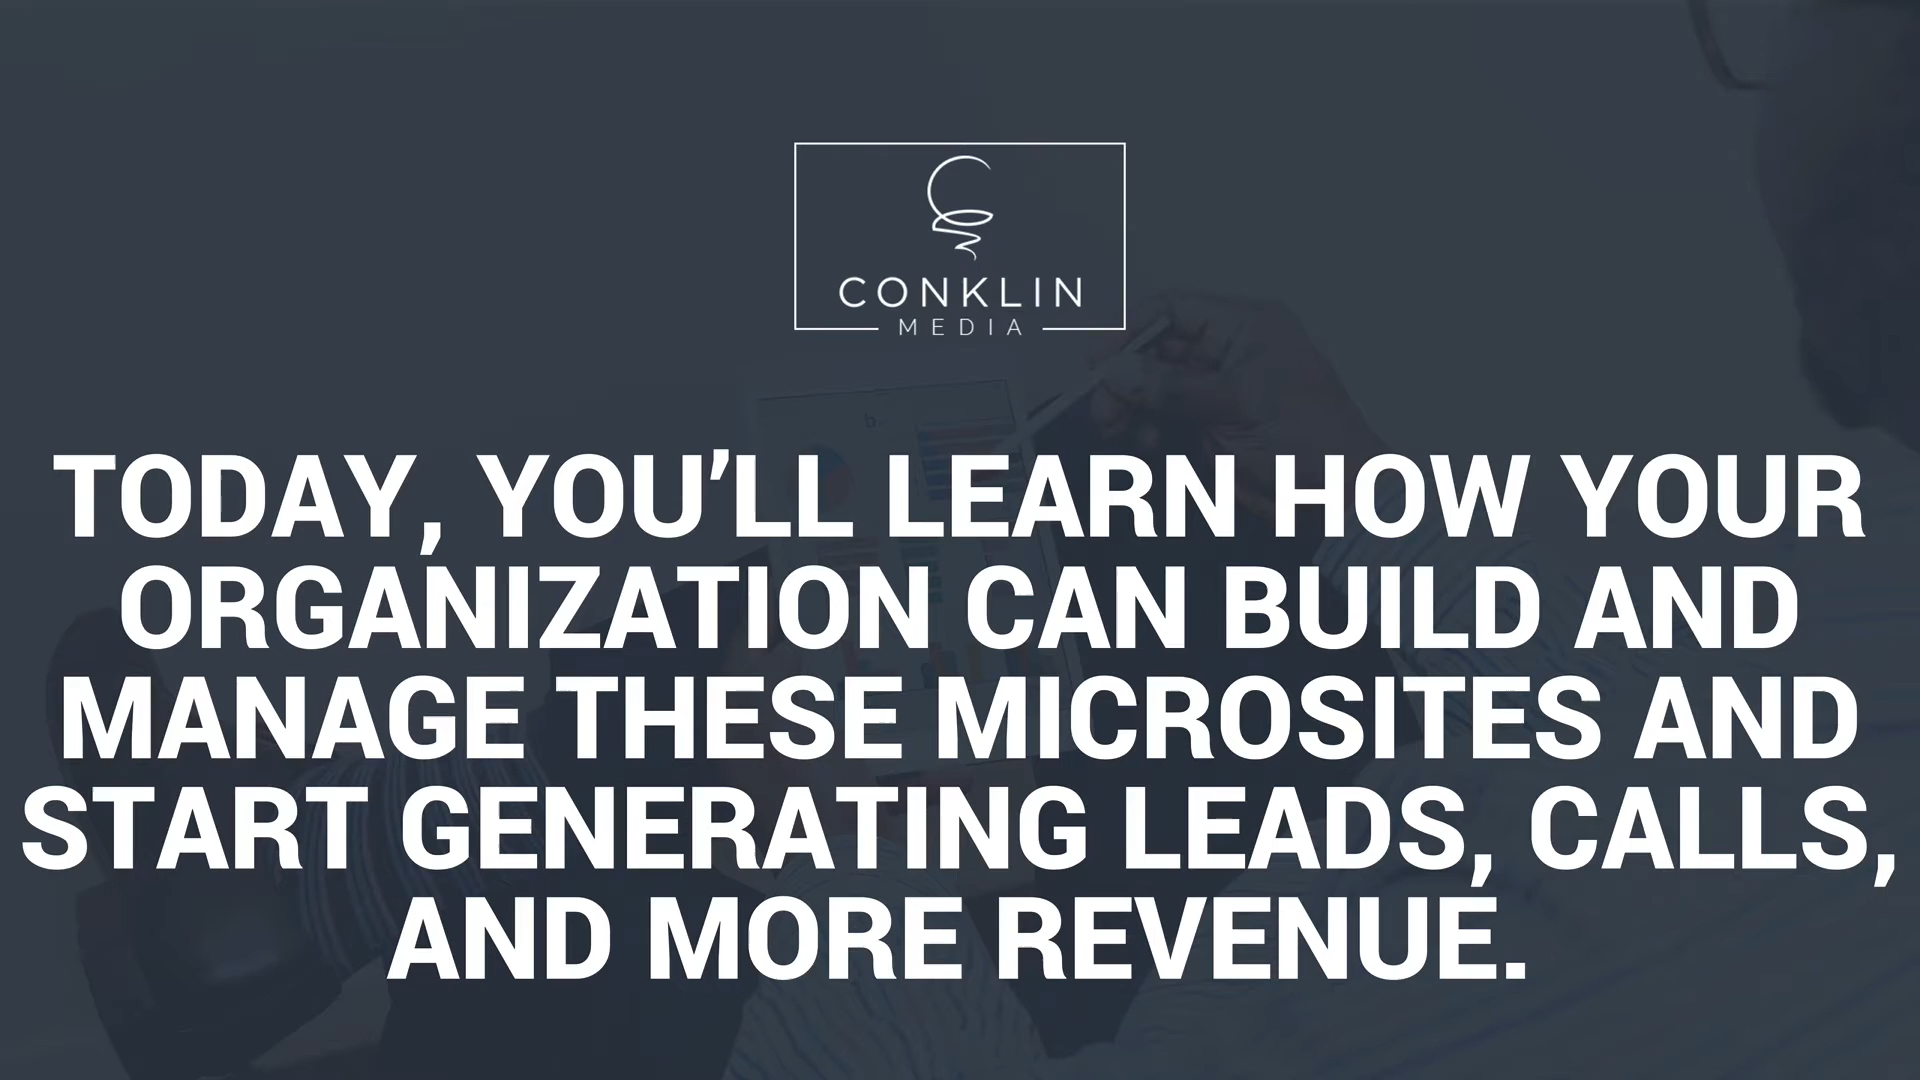 CONKLIN
MEDIA
b.
TODAY, YOU’LL LEARN HOW YOUR
ORGANIZATION CAN BUILD AND
MANAGE THESE MICROSITES AND
START GENERATING LEADS, CALLS,
AND MORE REVENUE.